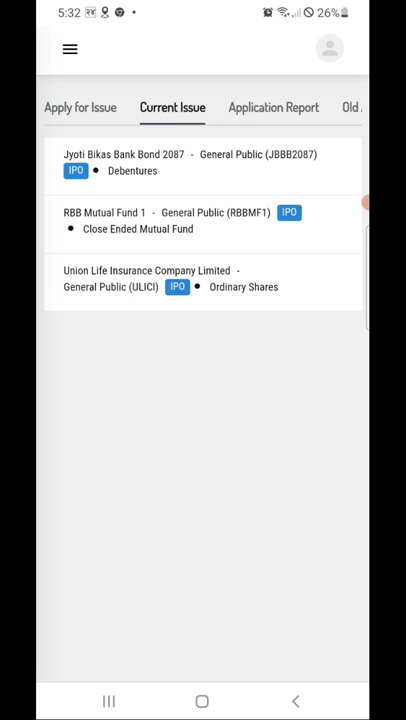 5:32 २४ 26%
Apply for Issue Current Issue Application Report Old
Jyoti Bikas Bank Bond 2087 - General Public (JBBB2087)
IPO • Debentures
RBB Mutual Fund 1 - General Public (RBBMF1) IPO
• Close Ended Mutual Fund
Union Life Insurance Company Limited -
General Public (ULICl) IPO • Ordinary Shares